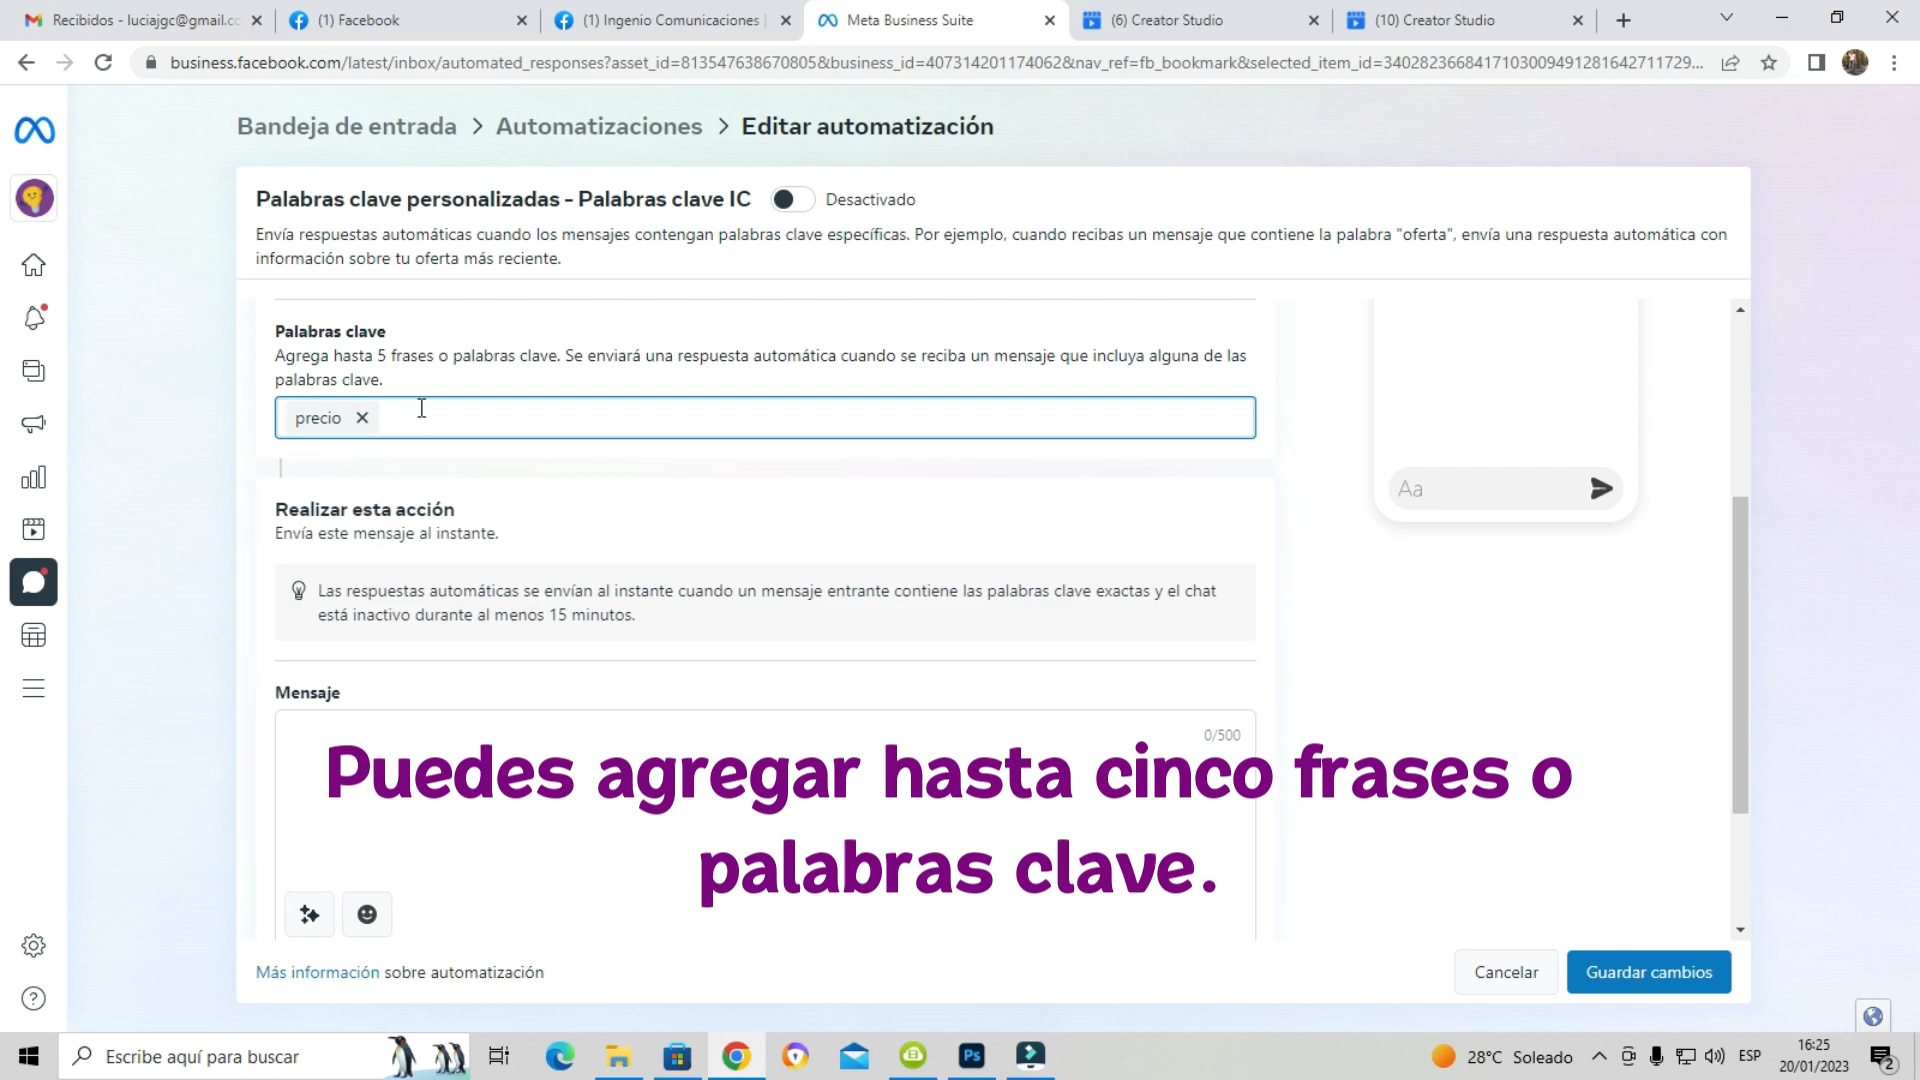 Recibidos - luciajgc@gmail.cc
(1) Facebook
(1) Ingenio Comunicaciones |
Meta Business Suite
(6) Creator Studio
(10) Creator Studio
business.facebook.com/latest/inbox/automated_responses?asset_id=813547638670805&business_id=407314201174062&nav_ref=fb_bookmark&selected_item_id=340282366841710300949128164271172​9...
Bandeja de entrada > Automatizaciones > Editar automatización
Palabras clave personalizadas - Palabras clave IC
Desactivado
Envía respuestas automáticas cuando los mensajes contengan palabras clave específicas. Por ejemplo, cuando recibas un mensaje que contiene la palabra "oferta", envía una respuesta automática con
información sobre tu oferta más reciente.
Palabras clave
Agrega hasta 5 frases o palabras clave. Se enviará una respuesta automática cuando se reciba un mensaje que incluya alguna de las
palabras clave.
precio
Aa
Realizar esta acción
Envía este mensaje al instante.
Las respuestas automáticas se envían al instante cuando un mensaje entrante contiene las palabras clave exactas y el chat
está inactivo durante al menos 15 minutos.
Mensaje
0/500
Puedes agregar hasta cinco frases o
palabras clave.
Más información sobre automatización
Cancelar
Guardar cambios
Escribe aquí para buscar
Ps
28°C Soleado
ESP
16:25
20/01/2023
2